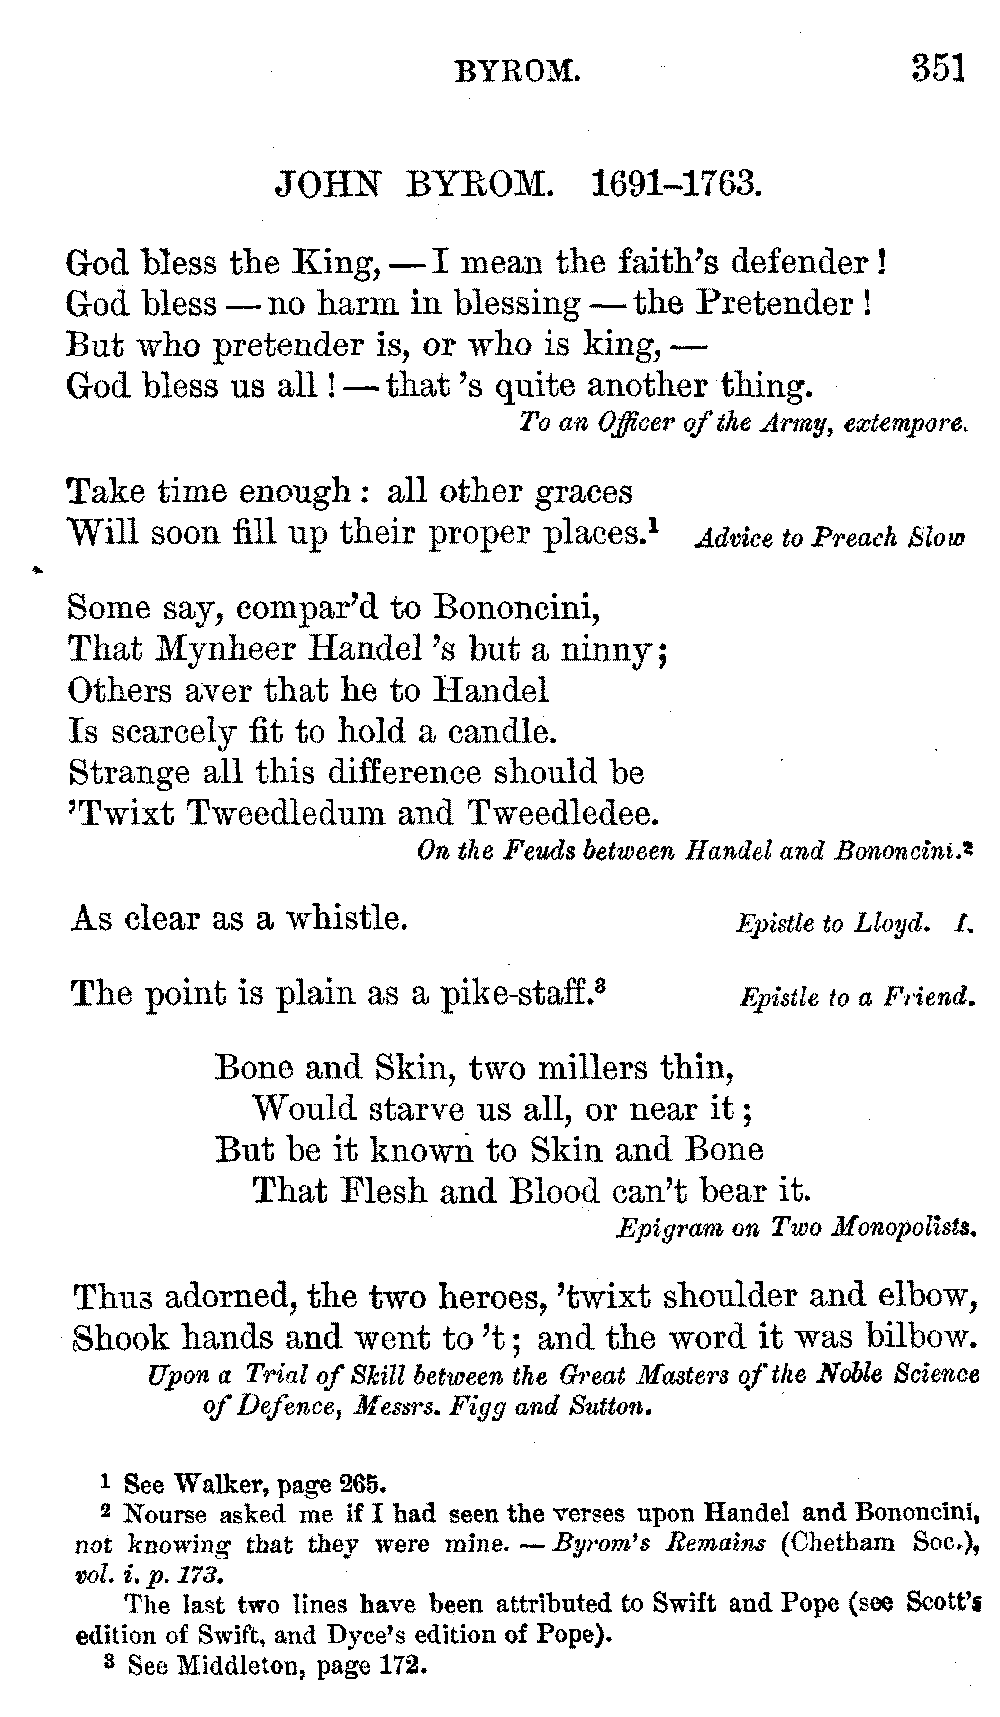 BYROM. 351
JOHN BYROM. 1691–1763.
God bless the King, — I mean the faith's defender!
God bless — no harm in blessing — the Pretender!
But who pretender is, or who is king, —
God bless us all! — that 's quite another thing.
To an Officer of the Army, extempore.
Take time enough: all other graces
Will soon fill up their proper places.¹ Advice to Preach Slow
Some say, compar'd to Bononcini,
That Mynheer Handel 's but a ninny;
Others aver that he to Handel
Is scarcely fit to hold a candle.
Strange all this difference should be
'Twixt Tweedledum and Tweedledee.
On the Feuds between Handel and Bononcini.²
As clear as a whistle. Epistle to Lloyd. I.
The point is plain as a pike-staff.³ Epistle to a Friend.
Bone and Skin, two millers thin,
Would starve us all, or near it;
But be it known to Skin and Bone
That Flesh and Blood can't bear it.
Epigram on Two Monopolists.
Thus adorned, the two heroes, 'twixt shoulder and elbow,
Shook hands and went to 't; and the word it was bilbow.
Upon a Trial of Skill between the Great Masters of the Noble Science
of Defence, Messrs. Figg and Sutton.
¹ See Walker, page 265.
² Nourse asked me if I had seen the verses upon Handel and Bononcini,
not knowing that they were mine. — Byrom's Remains (Chetham Soc.),
vol. i. p. 173.
The last two lines have been attributed to Swift and Pope (see Scott's
edition of Swift, and Dyce's edition of Pope).
³ See Middleton, page 172.